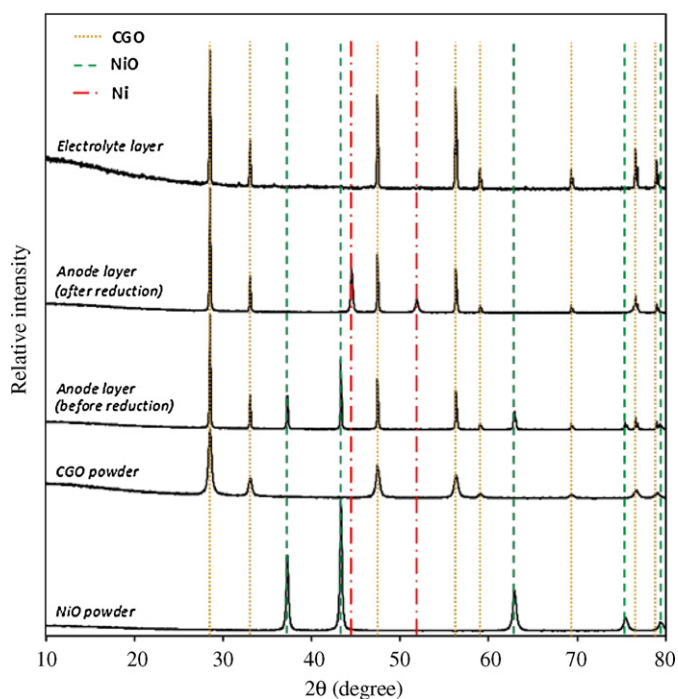 CGO
NiO
Ni
Electrolyte layer
Anode layer
(after reduction)
Anode layer
(before reduction)
CGO powder
NiO powder
Relative intensity
10 20 30 40 50 60 70 80
2θ (degree)